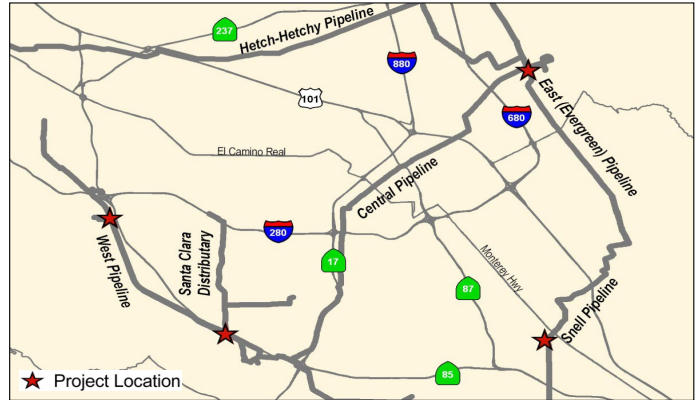 237
Hetch-Hetchy Pipeline
880
101
680
East (Evergreen) Pipeline
El Camino Real
Central Pipeline
West Pipeline
Santa Clara
Distributary
280
17
Monterey Hwy
87
Snell Pipeline
85
Project Location